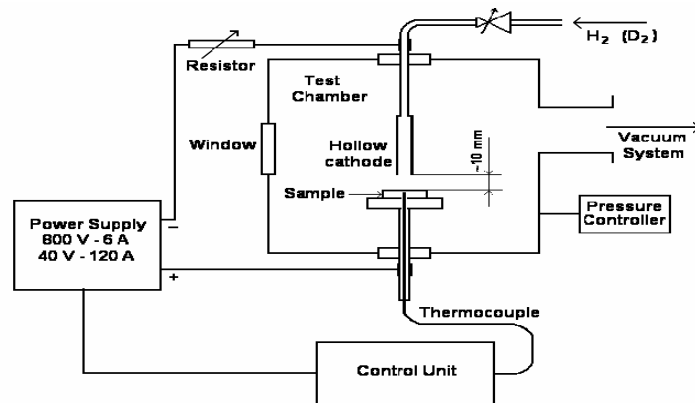 H₂ (D₂)
Resistor
Test
Chamber
Window
Hollow
cathode
~10 mm
Vacuum
System
Sample
Pressure
Controller
Power Supply
800 V - 6 A
40 V - 120 A
−
+
Thermocouple
Control Unit